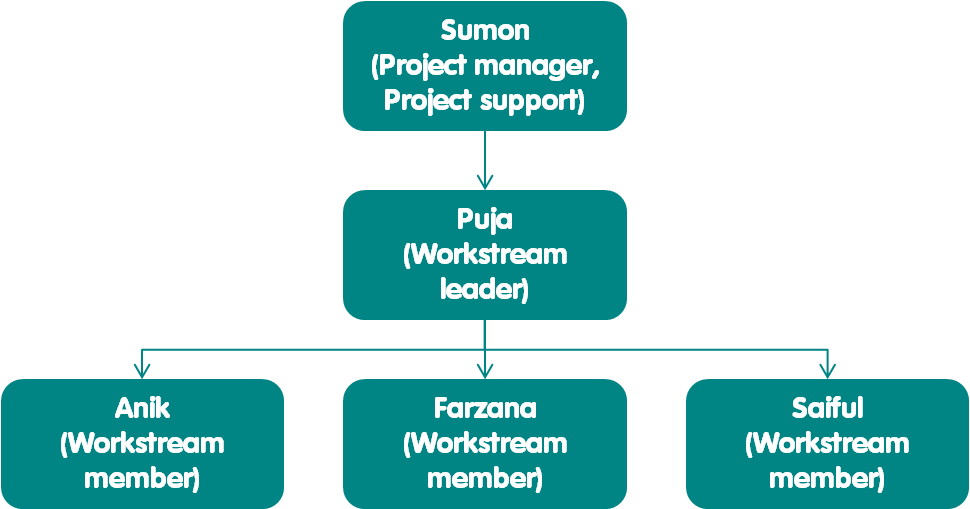 Sumon
(Project manager,
Project support)
Puja
(Workstream
leader)
Anik
(Workstream
member)
Farzana
(Workstream
member)
Saiful
(Workstream
member)